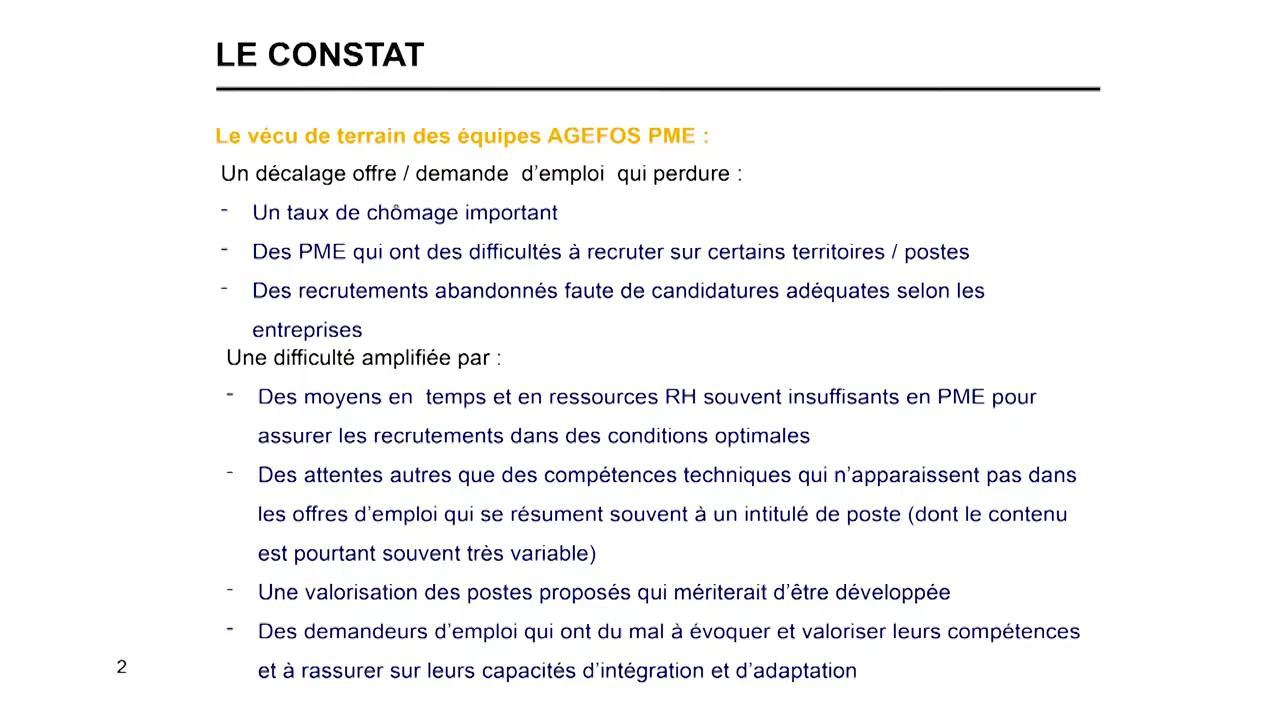 LE CONSTAT
Le vécu de terrain des équipes AGEFOS PME :
Un décalage offre / demande d’emploi qui perdure :
- Un taux de chômage important
- Des PME qui ont des difficultés à recruter sur certains territoires / postes
- Des recrutements abandonnés faute de candidatures adéquates selon les
entreprises
Une difficulté amplifiée par :
- Des moyens en temps et en ressources RH souvent insuffisants en PME pour
assurer les recrutements dans des conditions optimales
- Des attentes autres que des compétences techniques qui n’apparaissent pas dans
les offres d’emploi qui se résument souvent à un intitulé de poste (dont le contenu
est pourtant souvent très variable)
- Une valorisation des postes proposés qui mériterait d’être développée
- Des demandeurs d’emploi qui ont du mal à évoquer et valoriser leurs compétences
et à rassurer sur leurs capacités d’intégration et d’adaptation
2